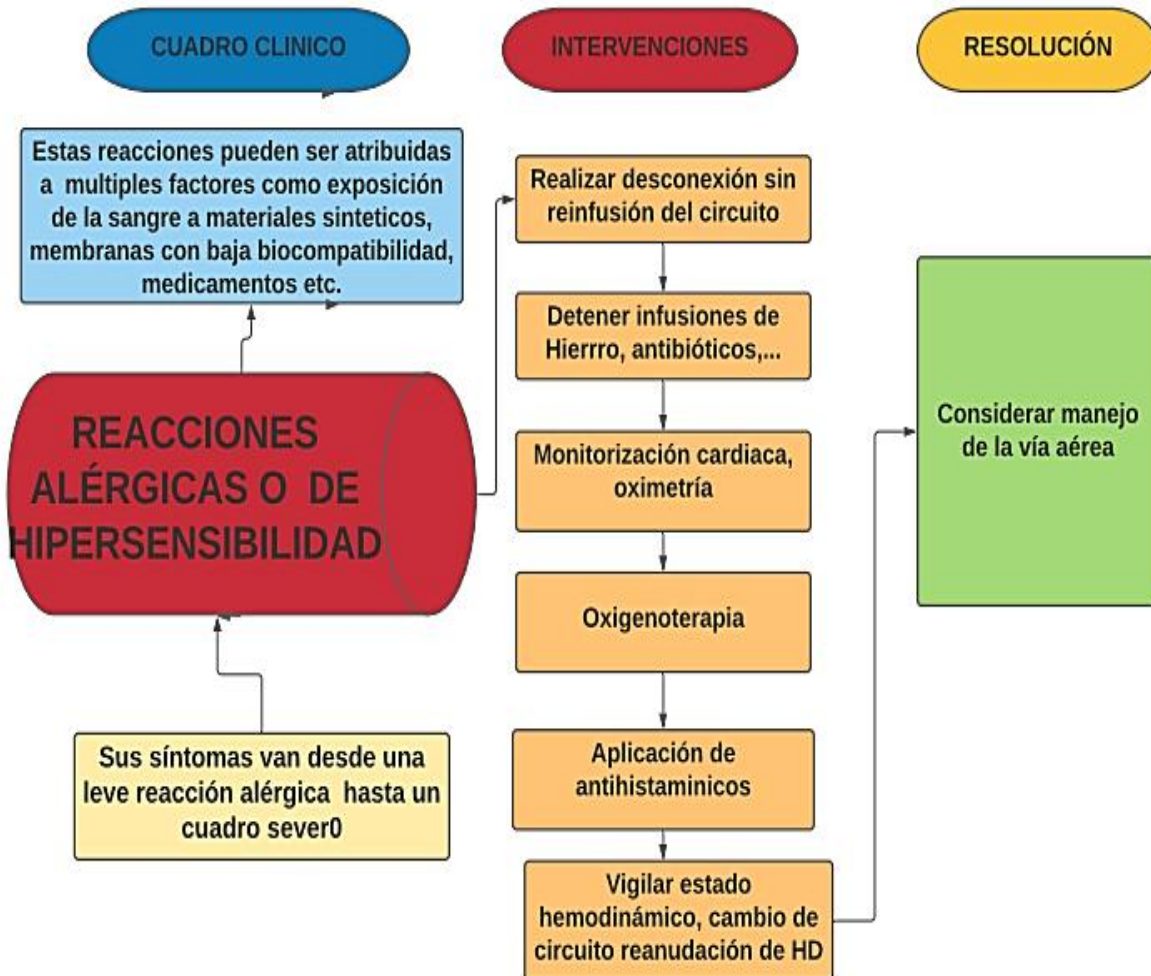 CUADRO CLINICO
INTERVENCIONES
RESOLUCIÓN
Estas reacciones pueden ser atribuidas
a multiples factores como exposición
de la sangre a materiales sinteticos,
membranas con baja biocompatibilidad,
medicamentos etc.
REACCIONES
ALÉRGICAS O DE
HIPERSENSIBILIDAD
Sus síntomas van desde una
leve reacción alérgica hasta un
cuadro sever0
Realizar desconexión sin
reinfusión del circuito
Detener infusiones de
Hierrro, antibióticos,...
Monitorización cardiaca,
oximetría
Oxigenoterapia
Aplicación de
antihistaminicos
Vigilar estado
hemodinámico, cambio de
circuito reanudación de HD
Considerar manejo
de la vía aérea